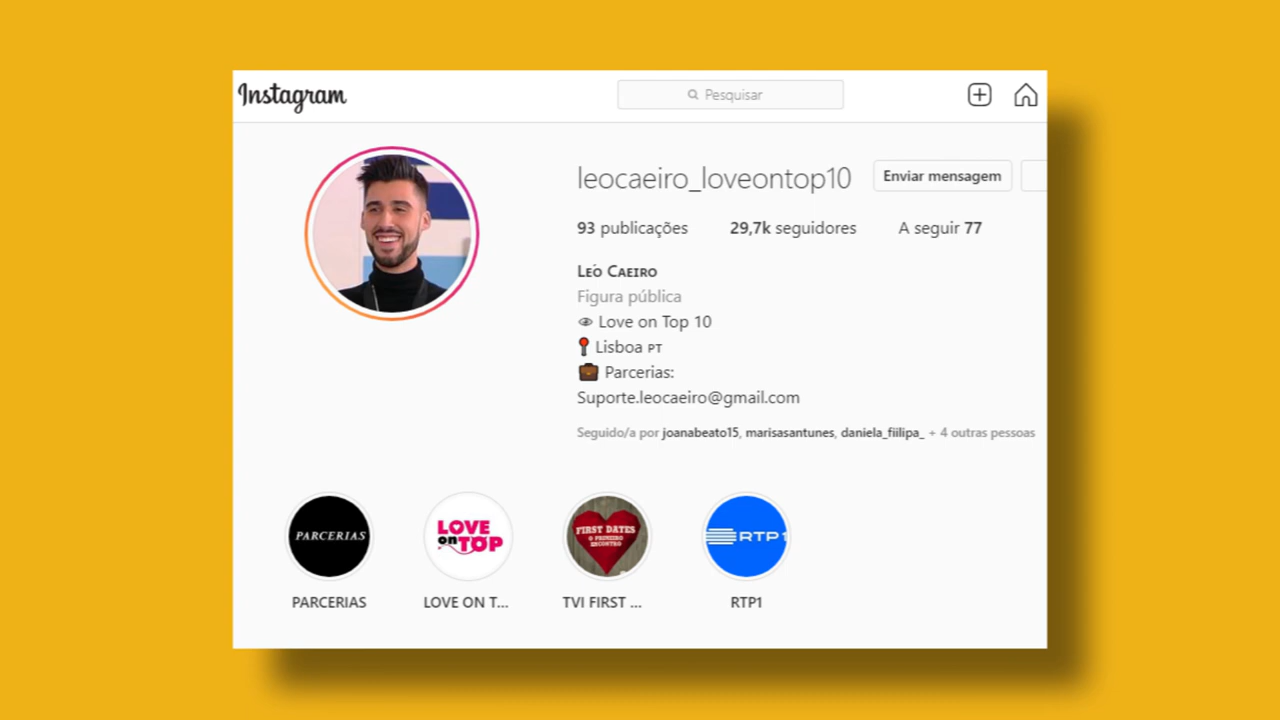 Instagram
Pesquisar
leocaeiro_loveontop10
Enviar mensagem
93 publicações 29,7k seguidores A seguir 77
Leó Caeiro
Figura pública
Love on Top 10
Lisboa PT
Parcerias:
Suporte.leocaeiro@gmail.com
Seguido/a por joanabeato15, marisasantunes, daniela_fiilipa_ + 4 outras pessoas
PARCERIAS
LOVE
on TOP
FIRST DATES
O PRIMEIRO
ENCONTRO
RTP1
PARCERIAS
LOVE ON T...
TVI FIRST ...
RTP1